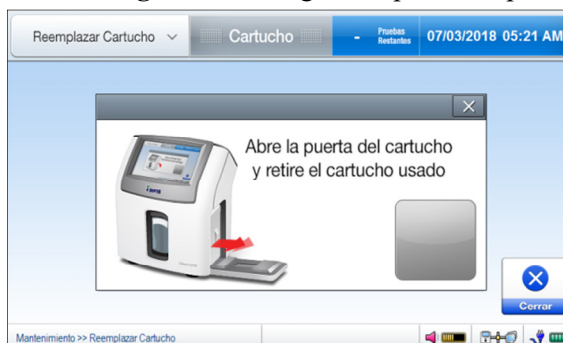 Reemplazar Cartucho
Cartucho
- Pruebas Restantes
07/03/2018 05:21 AM
Abre la puerta del cartucho
y retire el cartucho usado
Cerrar
Mantenimiento >> Reemplazar Cartucho